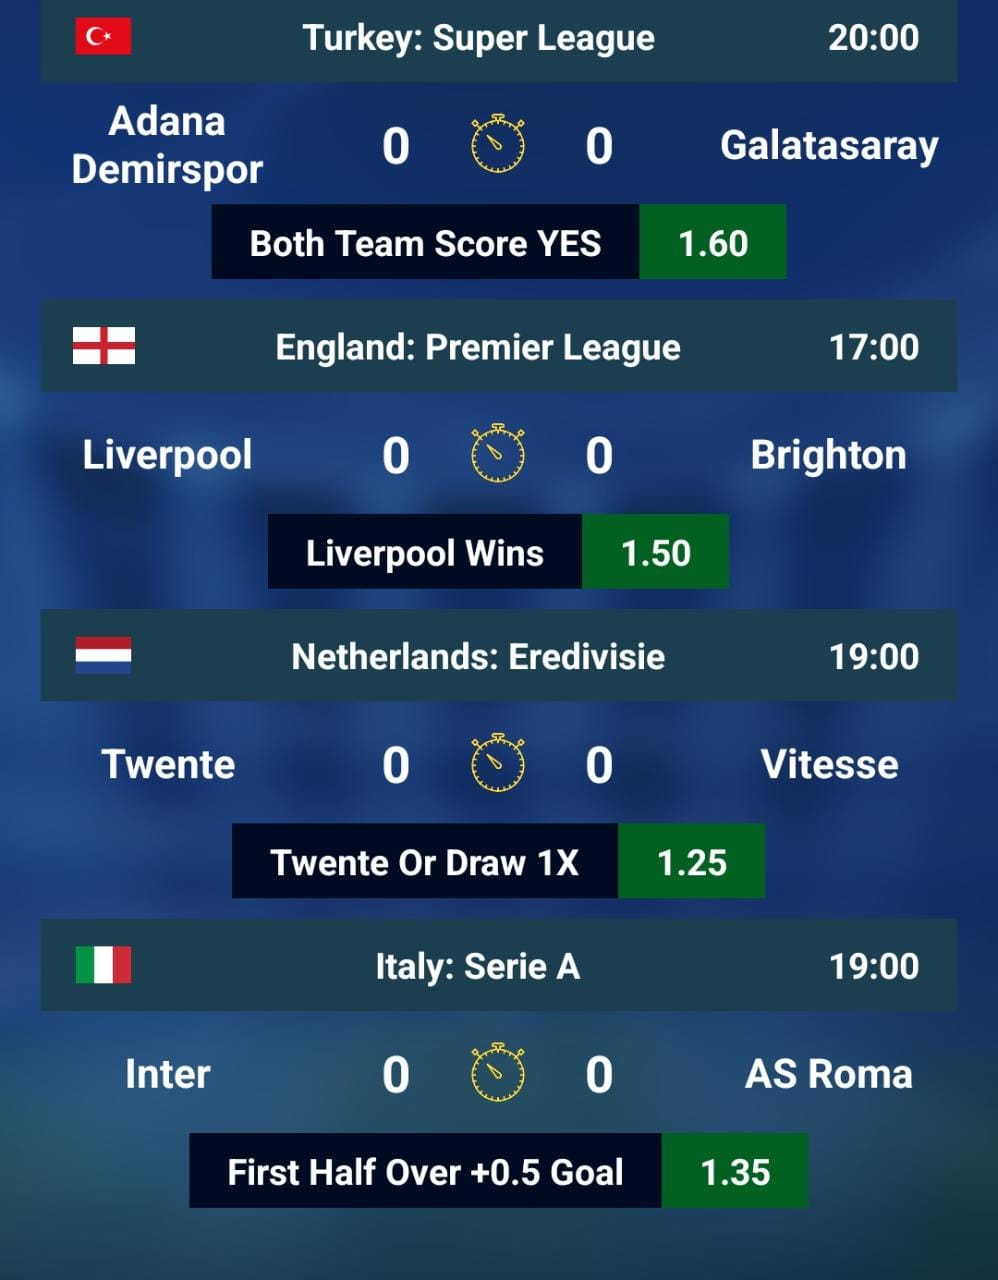 Turkey: Super League 20:00
Adana
Demirspor 0 0 Galatasaray
Both Team Score YES 1.60
England: Premier League 17:00
Liverpool 0 0 Brighton
Liverpool Wins 1.50
Netherlands: Eredivisie 19:00
Twente 0 0 Vitesse
Twente Or Draw 1X 1.25
Italy: Serie A 19:00
Inter 0 0 AS Roma
First Half Over +0.5 Goal 1.35